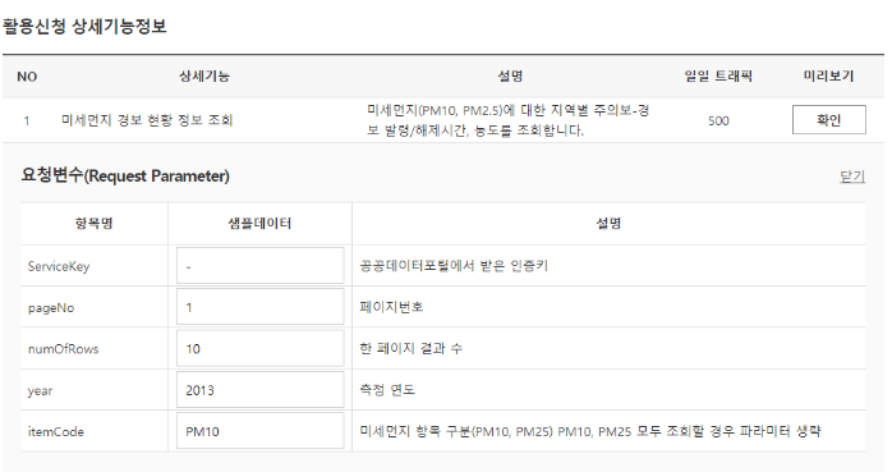 활용신청 상세기능정보
NO 상세기능 설명 일일 트래픽 미리보기
1 미세먼지 경보 현황 정보 조회 미세먼지(PM10, PM2.5)에 대한 지역별 주의보-경
보 발령/해제시간, 농도를 조회합니다. 500 확인
요청변수(Request Parameter) 닫기
항목명 샘플데이터 설명
ServiceKey - 공공데이터포털에서 받은 인증키
pageNo 1 페이지번호
numOfRows 10 한 페이지 결과 수
year 2013 측정 연도
itemCode PM10 미세먼지 항목 구분(PM10, PM25) PM10, PM25 모두 조회할 경우 파라미터 생략